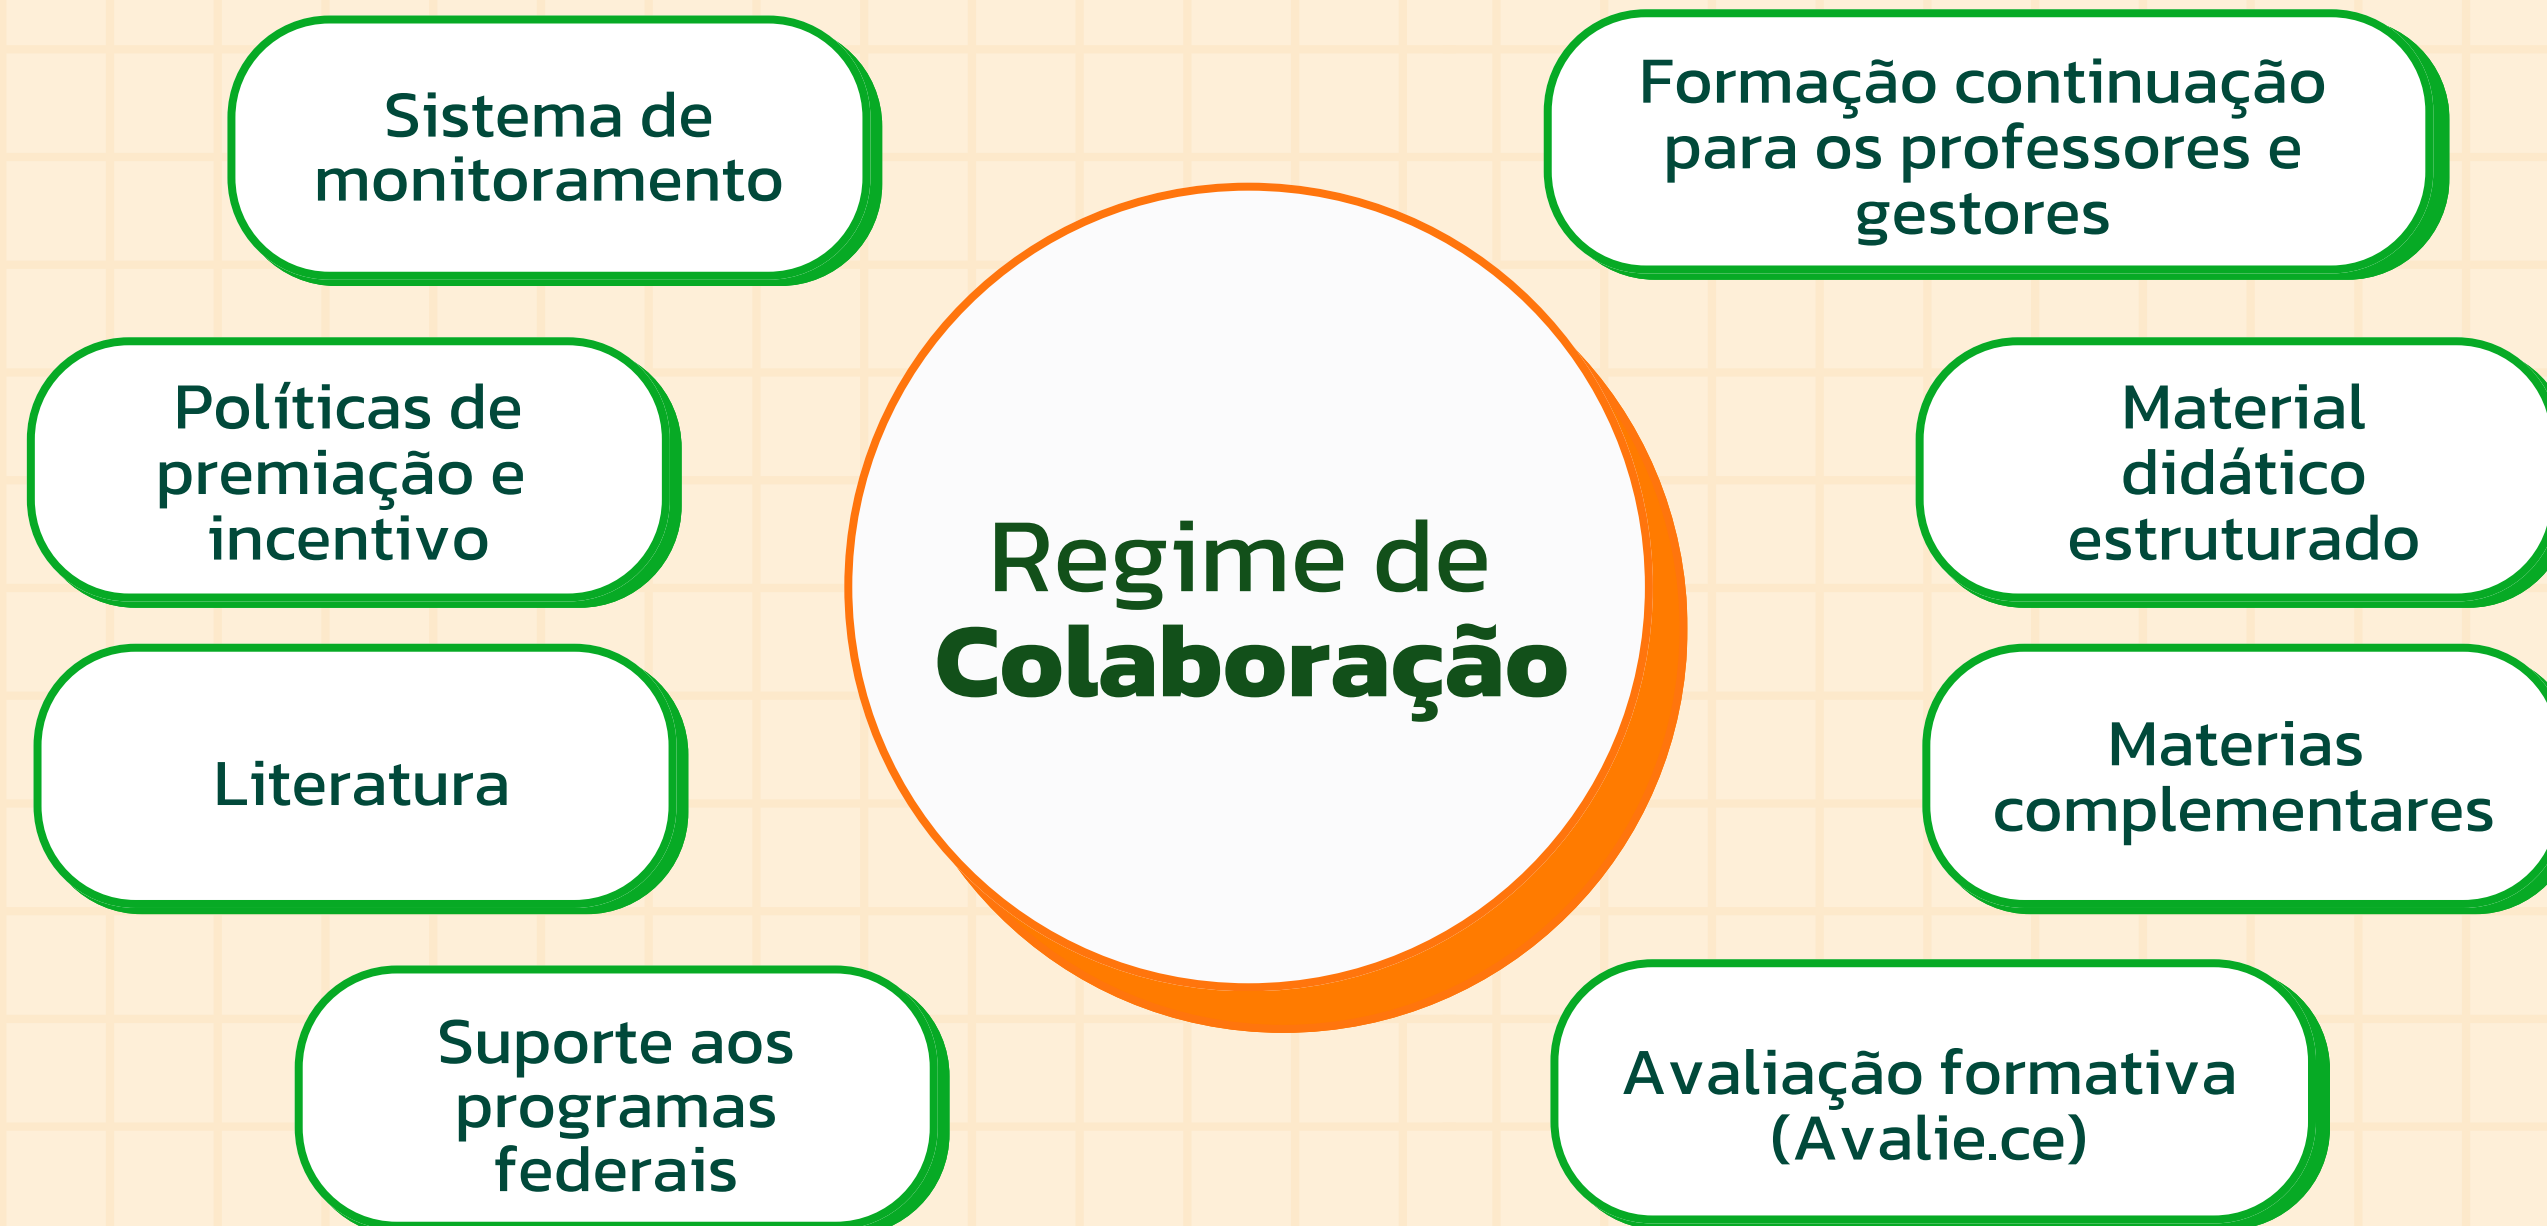 Sistema de
monitoramento
Formação continuação
para os professores e
gestores
Políticas de
premiação e
incentivo
Material
didático
estruturado
Regime de
Colaboração
Literatura
Materias
complementares
Suporte aos
programas
federais
Avaliação formativa
(Avalie.ce)